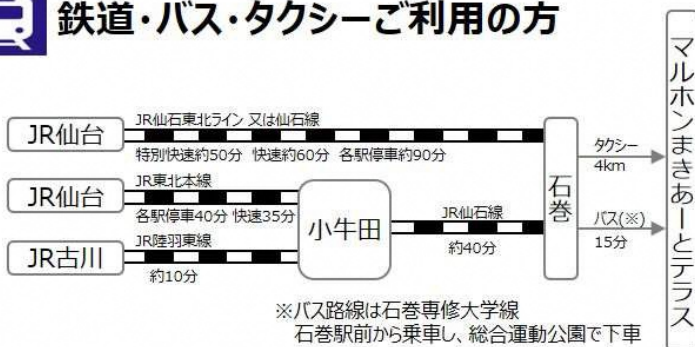 鉄道・バス・タクシーご利用の方
JR仙台
JR仙石東北ライン 又は仙石線
特別快速約50分 快速約60分 各駅停車約90分
JR仙台
JR東北本線
各駅停車40分 快速35分
JR古川
JR陸羽東線
約10分
小牛田
JR仙石線
約40分
石巻
タクシー
4km
バス(※)
15分
マルホンまきあーとテラス
※バス路線は石巻専修大学線
石巻駅前から乗車し、総合運動公園で下車